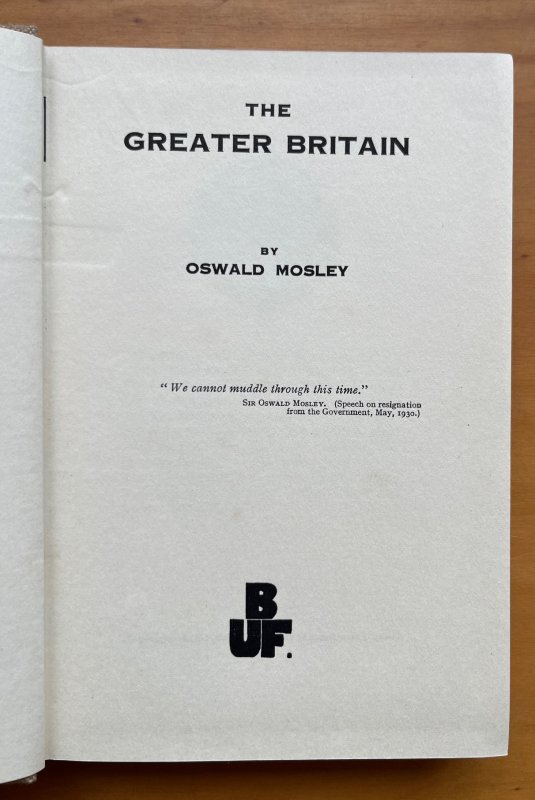 THE
GREATER BRITAIN
BY
OSWALD MOSLEY
“ We cannot muddle through this time.”
SIR OSWALD MOSLEY. (Speech on resignation
from the Government, May, 1930.)
B
UF.